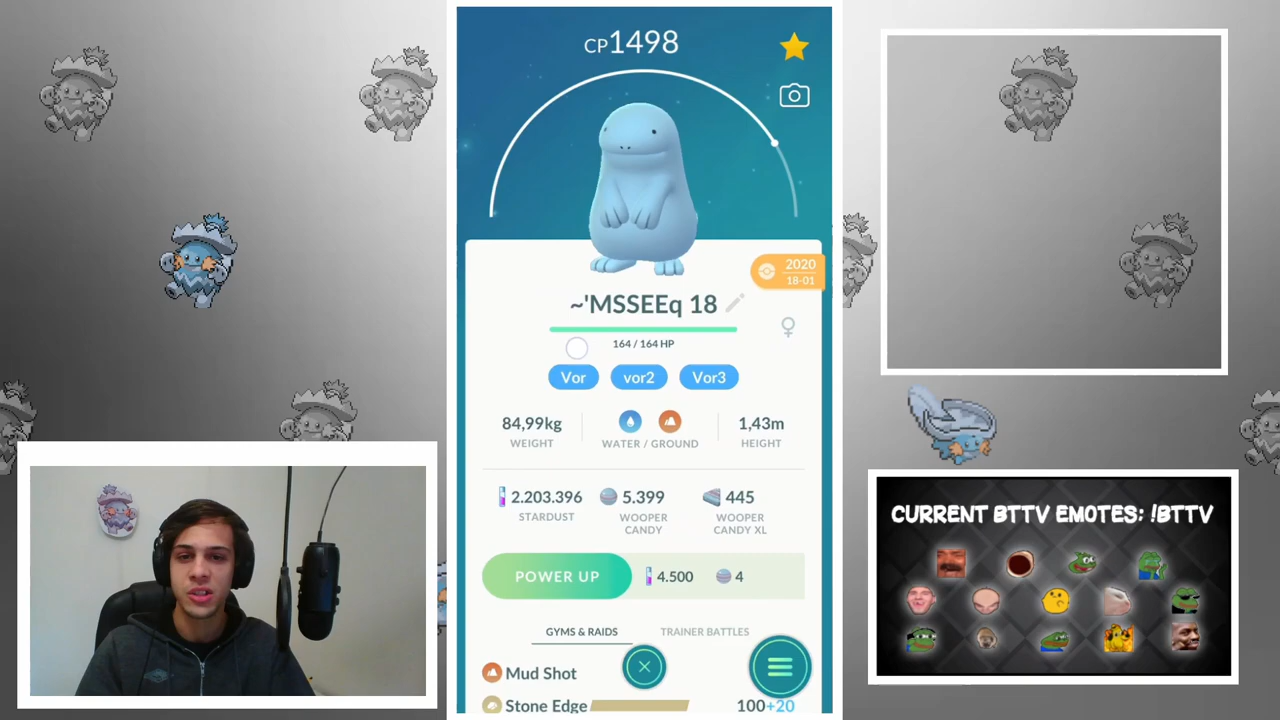 CP1498
2020
18-01
~'MSSEEq 18
164 / 164 HP
Vor vor2 Vor3
84,99kg
WEIGHT
WATER / GROUND
1,43m
HEIGHT
2.203.396
STARDUST
5.399
WOOPER
CANDY
445
WOOPER
CANDY XL
POWER UP 4.500 4
GYMS & RAIDS TRAINER BATTLES
Mud Shot
Stone Edge 100+20
CURRENT BTTV EMOTES: !BTTV